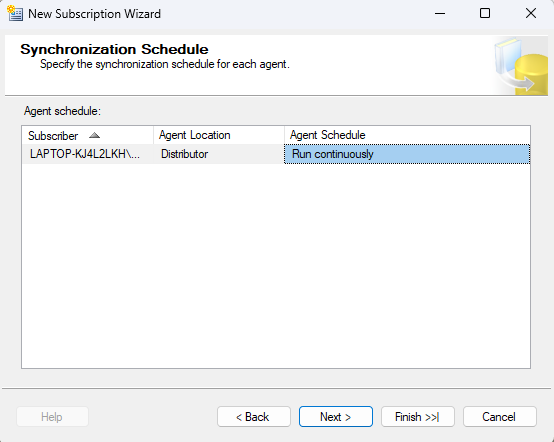 New Subscription Wizard
Synchronization Schedule
Specify the synchronization schedule for each agent.
Agent schedule:
Subscriber Agent Location Agent Schedule
LAPTOP-KJ4L2LKH\... Distributor Run continuously
Help < Back Next > Finish >>| Cancel